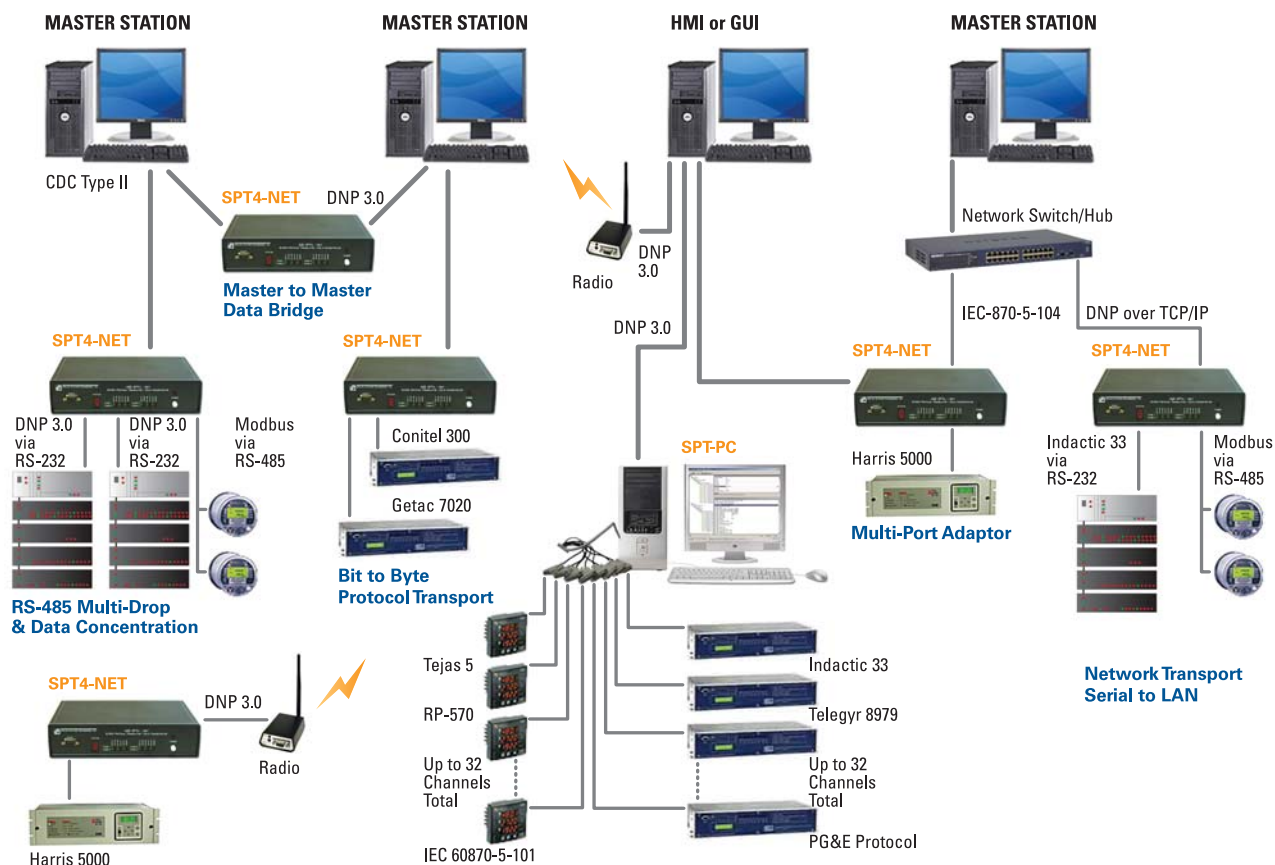 MASTER STATION
MASTER STATION
HMI or GUI
MASTER STATION
CDC Type II
SPT4-NET
DNP 3.0
Master to Master
Data Bridge
Radio
DNP
3.0
DNP 3.0
Network Switch/Hub
IEC-870-5-104
DNP over TCP/IP
SPT4-NET
DNP 3.0
via
RS-232
DNP 3.0
via
RS-232
Modbus
via
RS-485
RS-485 Multi-Drop
& Data Concentration
SPT4-NET
Conitel 300
Getac 7020
Bit to Byte
Protocol Transport
SPT-PC
SPT4-NET
Harris 5000
Multi-Port Adaptor
SPT4-NET
Indactic 33
via
RS-232
Modbus
via
RS-485
Network Transport
Serial to LAN
Tejas 5
RP-570
Up to 32
Channels
Total
IEC 60870-5-101
Indactic 33
Telegyr 8979
Up to 32
Channels
Total
PG&E Protocol
SPT4-NET
DNP 3.0
Radio
Harris 5000